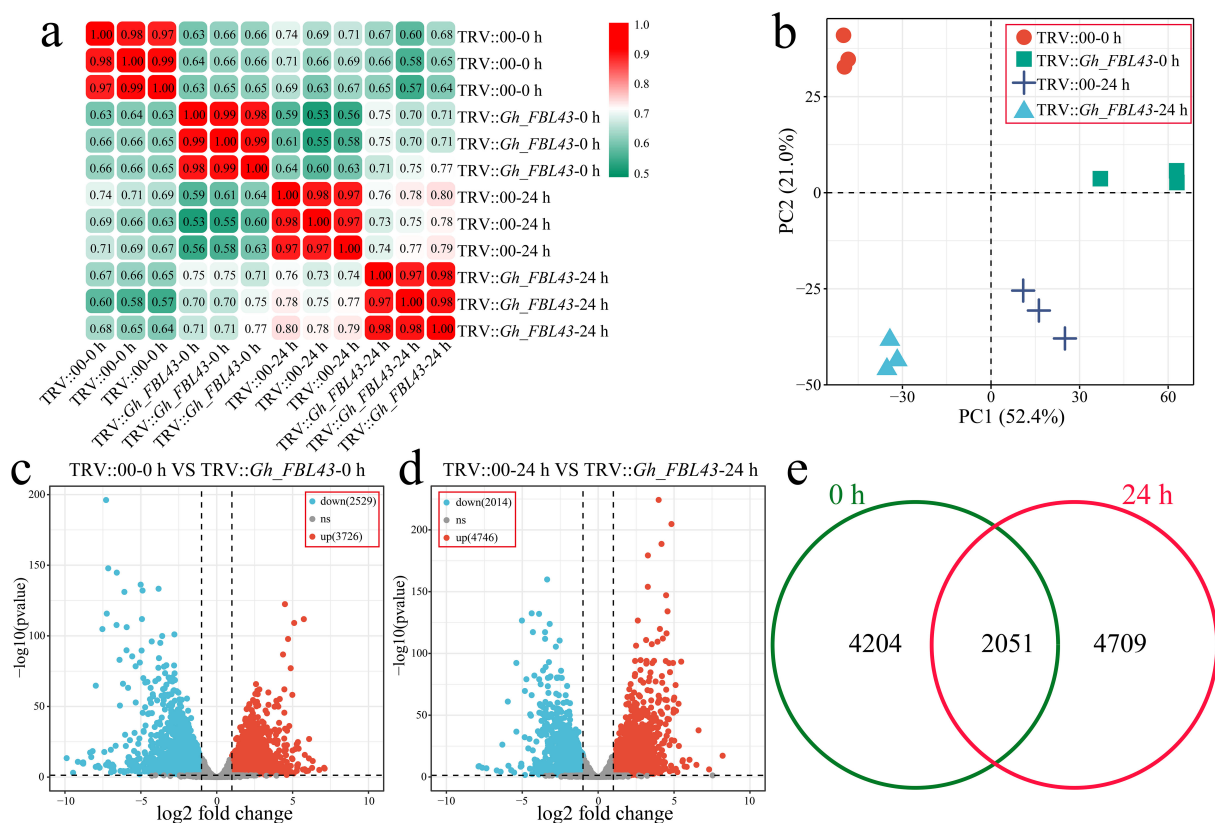 a
1.00 0.98 0.97 0.63 0.66 0.66 0.74 0.69 0.71 0.67 0.60 0.68 TRV::00-0 h
0.98 1.00 0.99 0.64 0.66 0.66 0.71 0.66 0.69 0.66 0.58 0.65 TRV::00-0 h
0.97 0.99 1.00 0.63 0.65 0.65 0.69 0.63 0.67 0.65 0.57 0.64 TRV::00-0 h
0.63 0.64 0.63 1.00 0.99 0.98 0.59 0.53 0.56 0.75 0.70 0.71 TRV::Gh_FBL43-0 h
0.66 0.66 0.65 0.99 1.00 0.99 0.61 0.55 0.58 0.75 0.70 0.71 TRV::Gh_FBL43-0 h
0.66 0.66 0.65 0.98 0.99 1.00 0.64 0.60 0.63 0.71 0.75 0.77 TRV::Gh_FBL43-0 h
0.74 0.71 0.69 0.59 0.61 0.64 1.00 0.98 0.97 0.76 0.78 0.80 TRV::00-24 h
0.69 0.66 0.63 0.53 0.55 0.60 0.98 1.00 0.97 0.73 0.75 0.78 TRV::00-24 h
0.71 0.69 0.67 0.56 0.58 0.63 0.97 0.97 1.00 0.74 0.77 0.79 TRV::00-24 h
0.67 0.66 0.65 0.75 0.75 0.71 0.76 0.73 0.74 1.00 0.97 0.98 TRV::Gh_FBL43-24 h
0.60 0.58 0.57 0.70 0.70 0.75 0.78 0.75 0.77 0.97 1.00 0.98 TRV::Gh_FBL43-24 h
0.68 0.65 0.64 0.71 0.71 0.77 0.80 0.78 0.79 0.98 0.98 1.00 TRV::Gh_FBL43-24 h
TRV::00-0 h
TRV::00-0 h
TRV::00-0 h
TRV::Gh_FBL43-0 h
TRV::Gh_FBL43-0 h
TRV::Gh_FBL43-0 h
TRV::00-24 h
TRV::00-24 h
TRV::00-24 h
TRV::Gh_FBL43-24 h
TRV::Gh_FBL43-24 h
TRV::Gh_FBL43-24 h
1.0
0.9
0.8
0.7
0.6
0.5
b
TRV::00-0 h
TRV::Gh_FBL43-0 h
TRV::00-24 h
TRV::Gh_FBL43-24 h
PC2 (21.0%)
25
0
−25
−50
−30 0 30 60
PC1 (52.4%)
c
TRV::00-0 h VS TRV::Gh_FBL43-0 h
down(2529)
ns
up(3726)
−log10(pvalue)
200
150
100
50
0
−10 −5 0 5 10
log2 fold change
d
TRV::00-24 h VS TRV::Gh_FBL43-24 h
down(2014)
ns
up(4746)
−log10(pvalue)
200
150
100
50
0
−10 −5 0 5 10
log2 fold change
e
0 h
24 h
4204 2051 4709